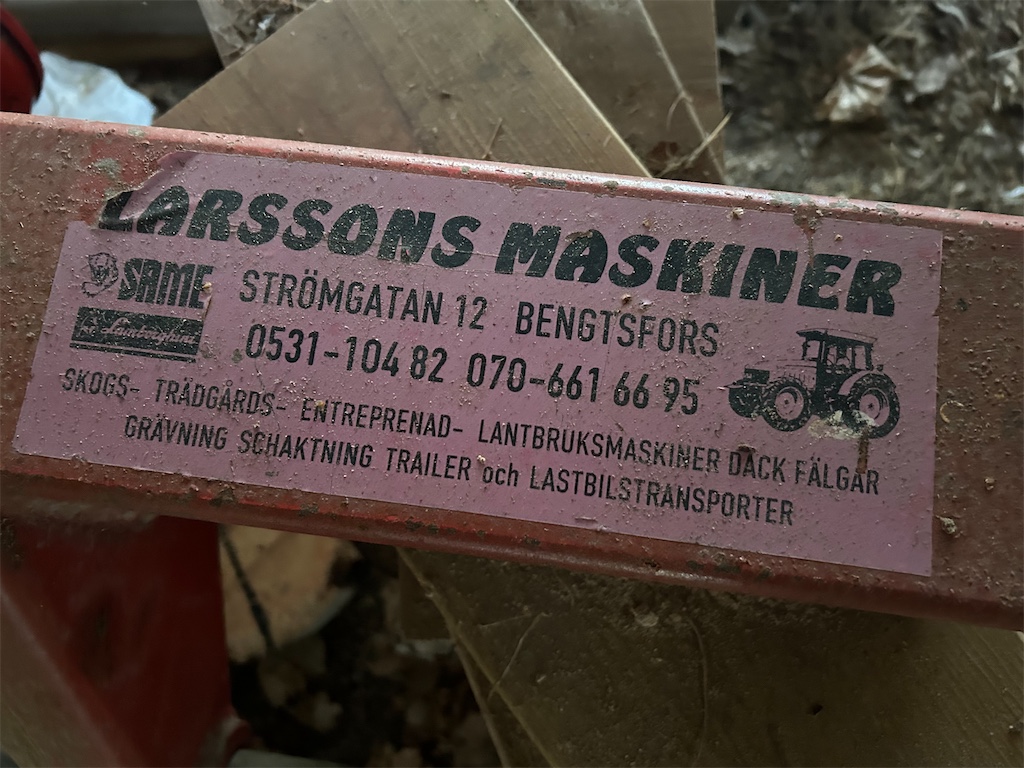 LARSSONS MASKINER
SAME
STRÖMGATAN 12 BENGTSFORS
Lamborghini
0531-104 82 070-661 66 95
SKOGS- TRÄDGÅRDS- ENTREPRENAD- LANTBRUKSMASKINER DÄCK FÄLGAR
GRÄVNING SCHAKTNING TRAILER och LASTBILSTRANSPORTER